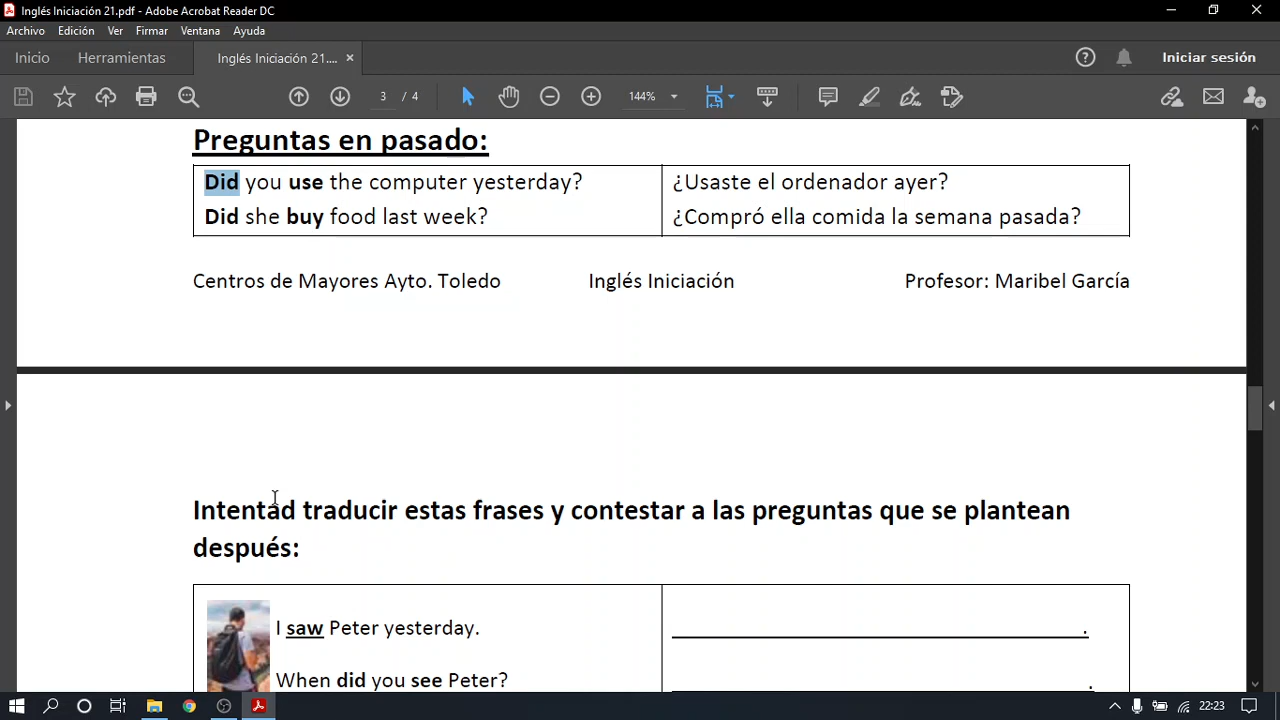 Inglés Iniciación 21.pdf - Adobe Acrobat Reader DC
Archivo Edición Ver Firmar Ventana Ayuda
Inicio Herramientas Inglés Iniciación 21.... × Iniciar sesión
3 / 4 144%
Preguntas en pasado:
Did you use the computer yesterday? ¿Usaste el ordenador ayer?
Did she buy food last week? ¿Compró ella comida la semana pasada?
Centros de Mayores Ayto. Toledo Inglés Iniciación Profesor: Maribel García
Intentad traducir estas frases y contestar a las preguntas que se plantean
después:
I saw Peter yesterday. .
When did you see Peter? .
22:23